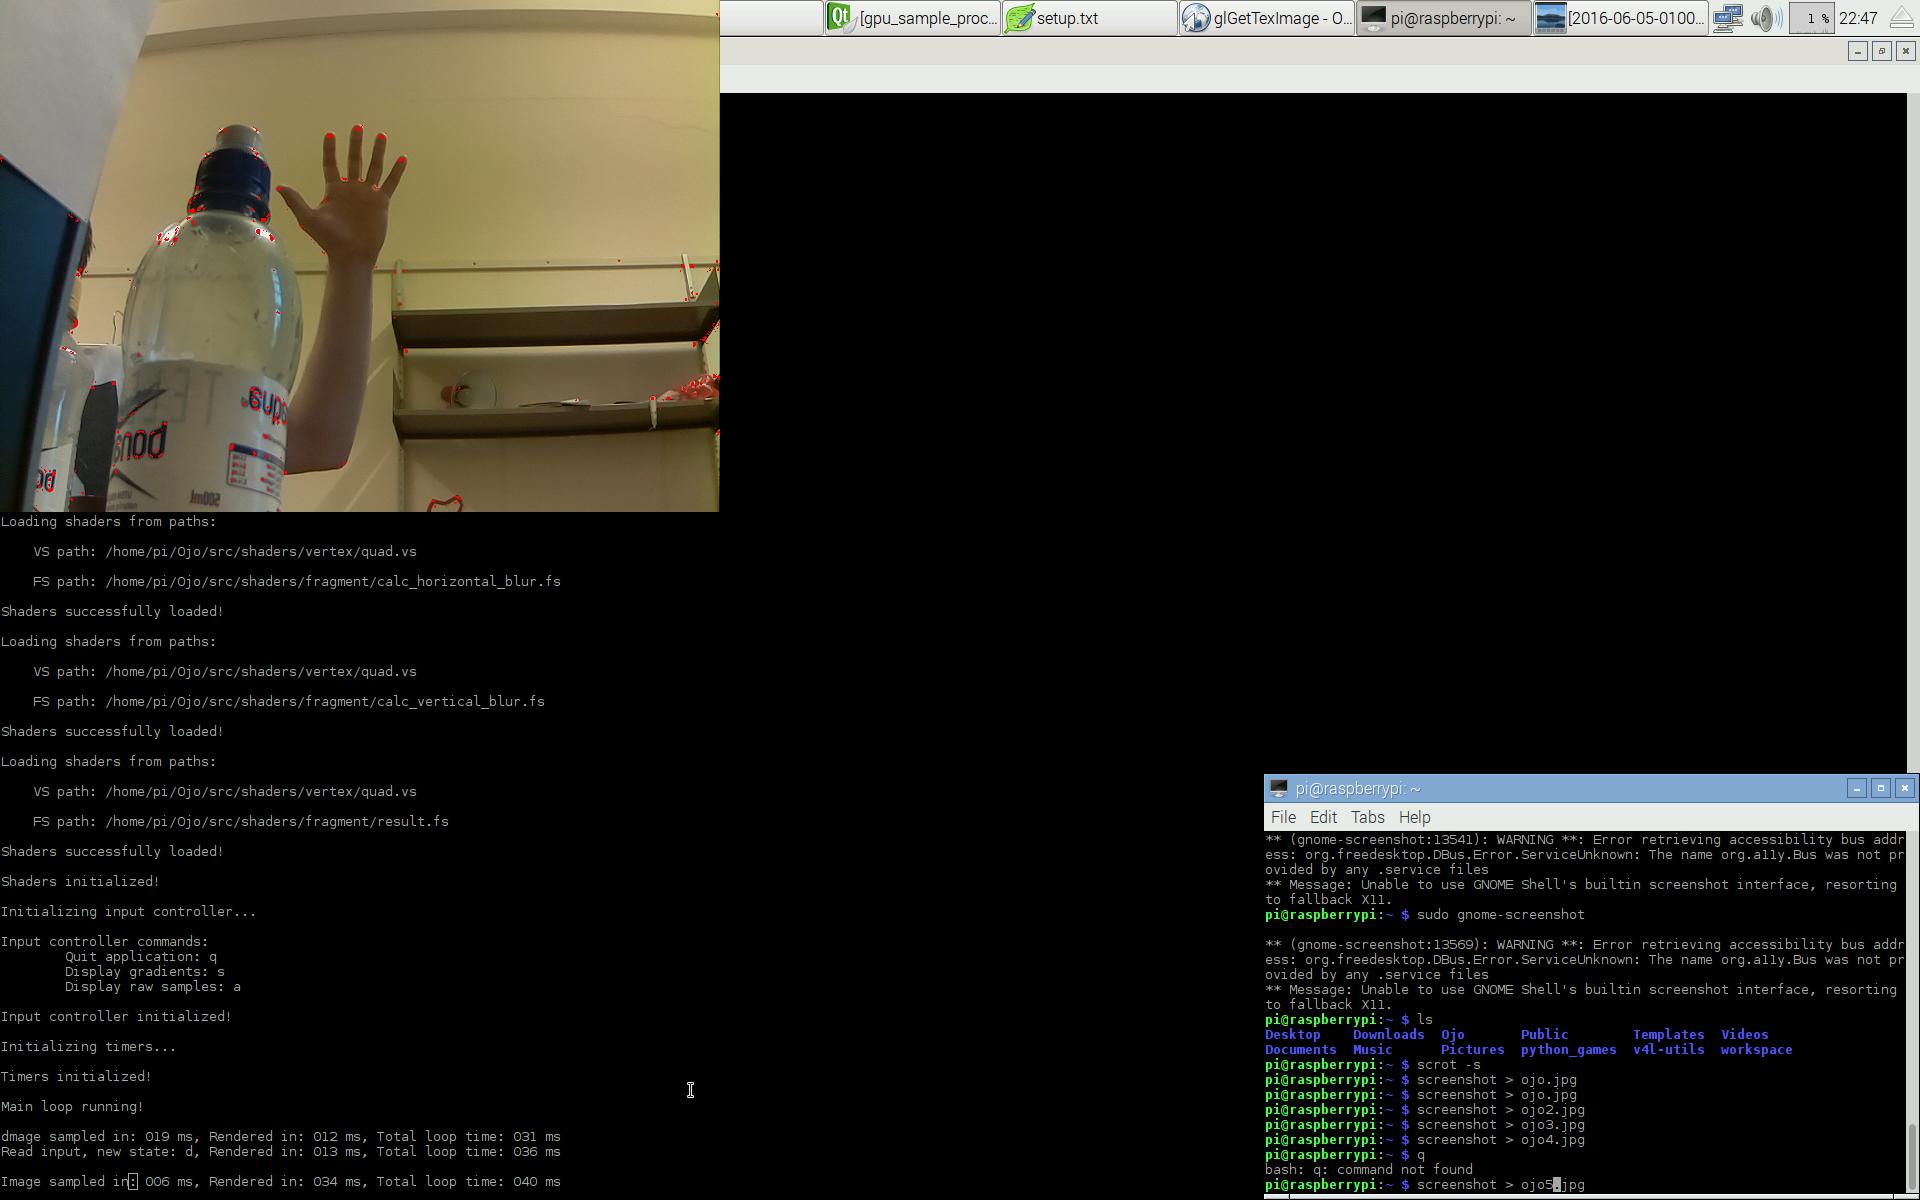 [gpu_sample_proc...
setup.txt
glGetTexImage - O...
pi@raspberrypi: ~
[2016-06-05-0100...
1 %
22:47
aqua
bona
500ml
Loading shaders from paths:
VS path: /home/pi/Ojo/src/shaders/vertex/quad.vs
FS path: /home/pi/Ojo/src/shaders/fragment/calc_horizontal_blur.fs
Shaders successfully loaded!
Loading shaders from paths:
VS path: /home/pi/Ojo/src/shaders/vertex/quad.vs
FS path: /home/pi/Ojo/src/shaders/fragment/calc_vertical_blur.fs
Shaders successfully loaded!
Loading shaders from paths:
VS path: /home/pi/Ojo/src/shaders/vertex/quad.vs
FS path: /home/pi/Ojo/src/shaders/fragment/result.fs
Shaders successfully loaded!
Shaders initialized!
Initializing input controller...
Input controller commands:
Quit application: q
Display gradients: s
Display raw samples: a
Input controller initialized!
Initializing timers...
Timers initialized!
Main loop running!
dmage sampled in: 019 ms, Rendered in: 012 ms, Total loop time: 031 ms
Read input, new state: d, Rendered in: 013 ms, Total loop time: 036 ms
Image sampled in: 006 ms, Rendered in: 034 ms, Total loop time: 040 ms
pi@raspberrypi: ~
File Edit Tabs Help
** (gnome-screenshot:13541): WARNING **: Error retrieving accessibility bus addr
ess: org.freedesktop.DBus.Error.ServiceUnknown: The name org.a11y.Bus was not pr
ovided by any .service files
** Message: Unable to use GNOME Shell's builtin screenshot interface, resorting
to fallback X11.
pi@raspberrypi:~ $ sudo gnome-screenshot
** (gnome-screenshot:13569): WARNING **: Error retrieving accessibility bus addr
ess: org.freedesktop.DBus.Error.ServiceUnknown: The name org.a11y.Bus was not pr
ovided by any .service files
** Message: Unable to use GNOME Shell's builtin screenshot interface, resorting
to fallback X11.
pi@raspberrypi:~ $ ls
Desktop Downloads Ojo Public Templates Videos
Documents Music Pictures python_games v4l-utils workspace
pi@raspberrypi:~ $ scrot -s
pi@raspberrypi:~ $ screenshot > ojo.jpg
pi@raspberrypi:~ $ screenshot > ojo.jpg
pi@raspberrypi:~ $ screenshot > ojo2.jpg
pi@raspberrypi:~ $ screenshot > ojo3.jpg
pi@raspberrypi:~ $ screenshot > ojo4.jpg
pi@raspberrypi:~ $ q
bash: q: command not found
pi@raspberrypi:~ $ screenshot > ojo5.jpg